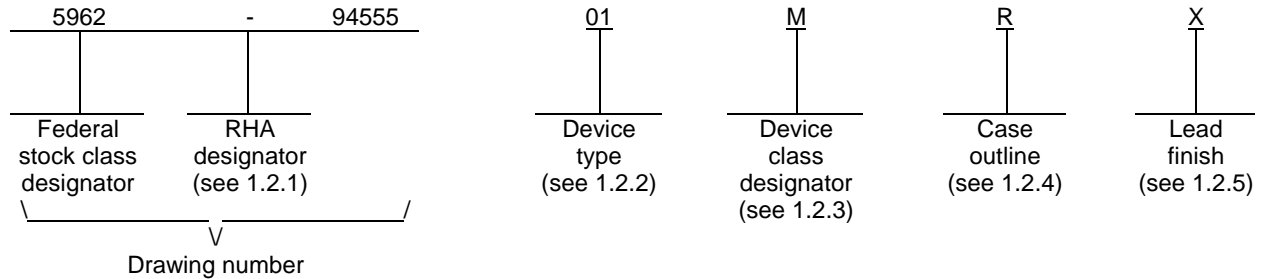 5962 - 94555 01 M R X
Federal stock class designator
RHA designator (see 1.2.1)
Device type (see 1.2.2)
Device class designator (see 1.2.3)
Case outline (see 1.2.4)
Lead finish (see 1.2.5)
\ /
\/
Drawing number